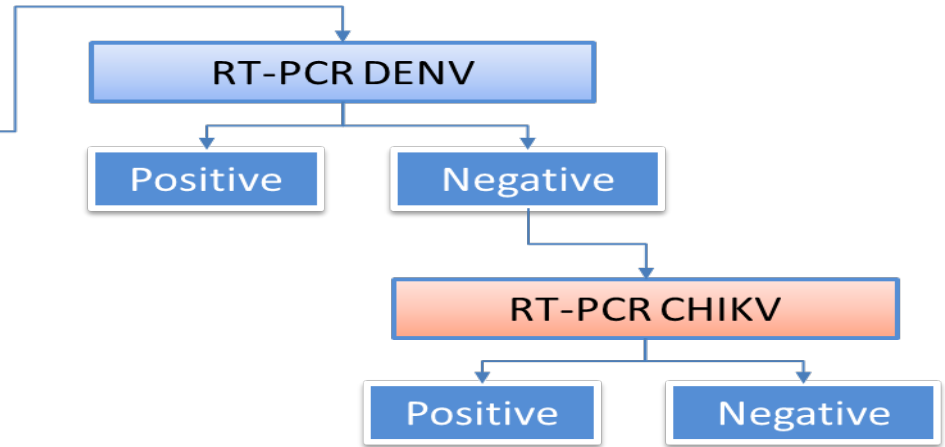 RT-PCR DENV
Positive
Negative
RT-PCR CHIKV
Positive
Negative